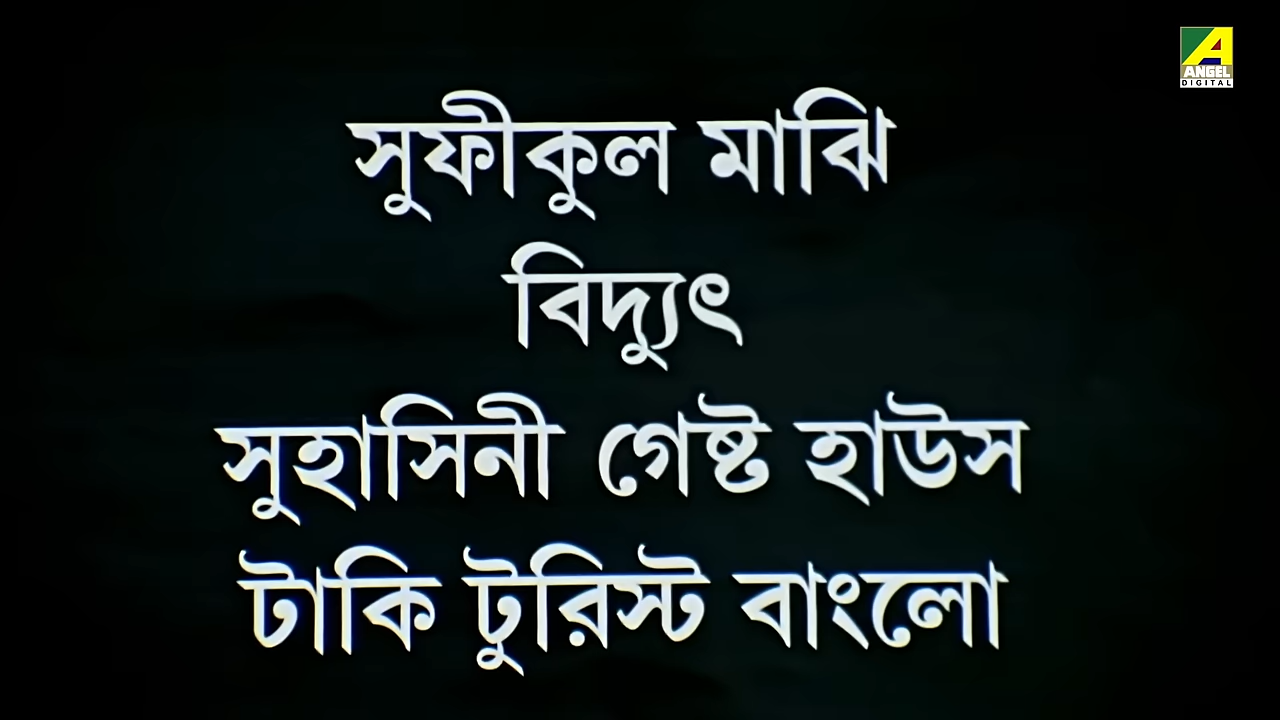 A
ANGEL
DIGITAL
সুফীকুল মাঝি
বিদ্যুৎ
সুহাসিনী গেষ্ট হাউস
টাকি টুরিস্ট বাংলো